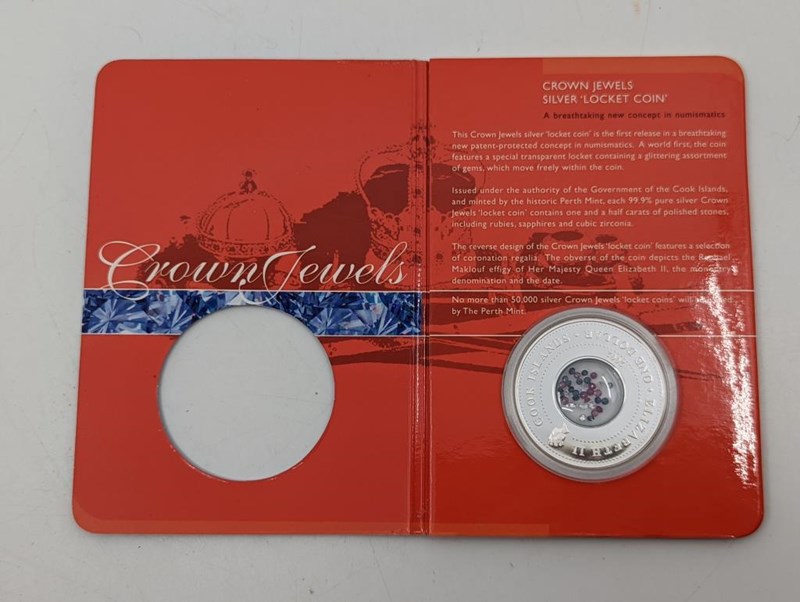 Crown Jewels
CROWN JEWELS
SILVER 'LOCKET COIN'
A breathtaking new concept in numismatics
This Crown Jewels silver 'locket coin' is the first release in a breathtaking
new patent-protected concept in numismatics. A world first, the coin
features a special transparent locket containing a glittering assortment
of gems, which move freely within the coin.
Issued under the authority of the Government of the Cook Islands,
and minted by the historic Perth Mint, each 99.9% pure silver Crown
Jewels 'locket coin' contains one and a half carats of polished stones,
including rubies, sapphires and cubic zirconia.
The reverse design of the Crown Jewels 'locket coin' features a selection
of coronation regalia. The obverse of the coin depicts the Raphael
Maklouf effigy of Her Majesty Queen Elizabeth II, the monetary
denomination and the date.
No more than 50,000 silver Crown Jewels 'locket coins' will be
by The Perth Mint.
COOK ISLANDS · ONE DOLLAR · ELIZABETH II